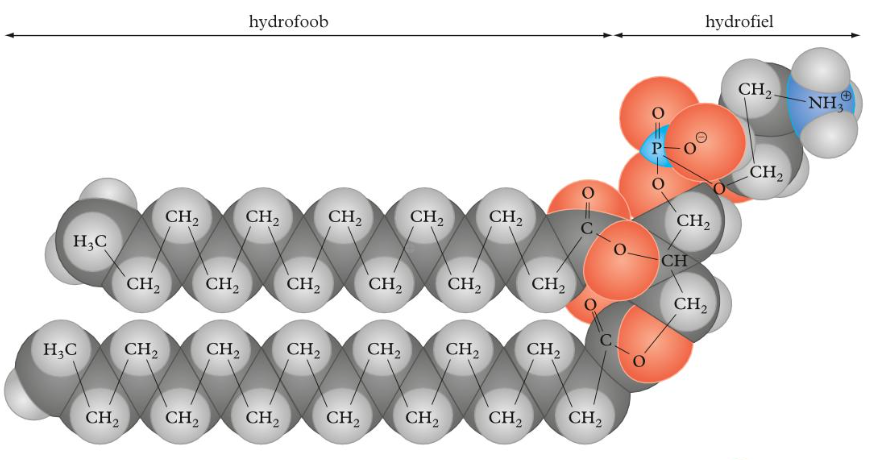 hydrofoob hydrofiel
CH₂ NH₃ ⊕
O
P O ⊖
CH₂
O O
O
CH₂ CH₂ CH₂ CH₂ CH₂ CH₂
C
H₃C O CH
CH₂ CH₂ CH₂ CH₂ CH₂ CH₂
O CH₂
C
H₃C CH₂ CH₂ CH₂ CH₂ CH₂ CH₂
O
CH₂ CH₂ CH₂ CH₂ CH₂ CH₂ CH₂